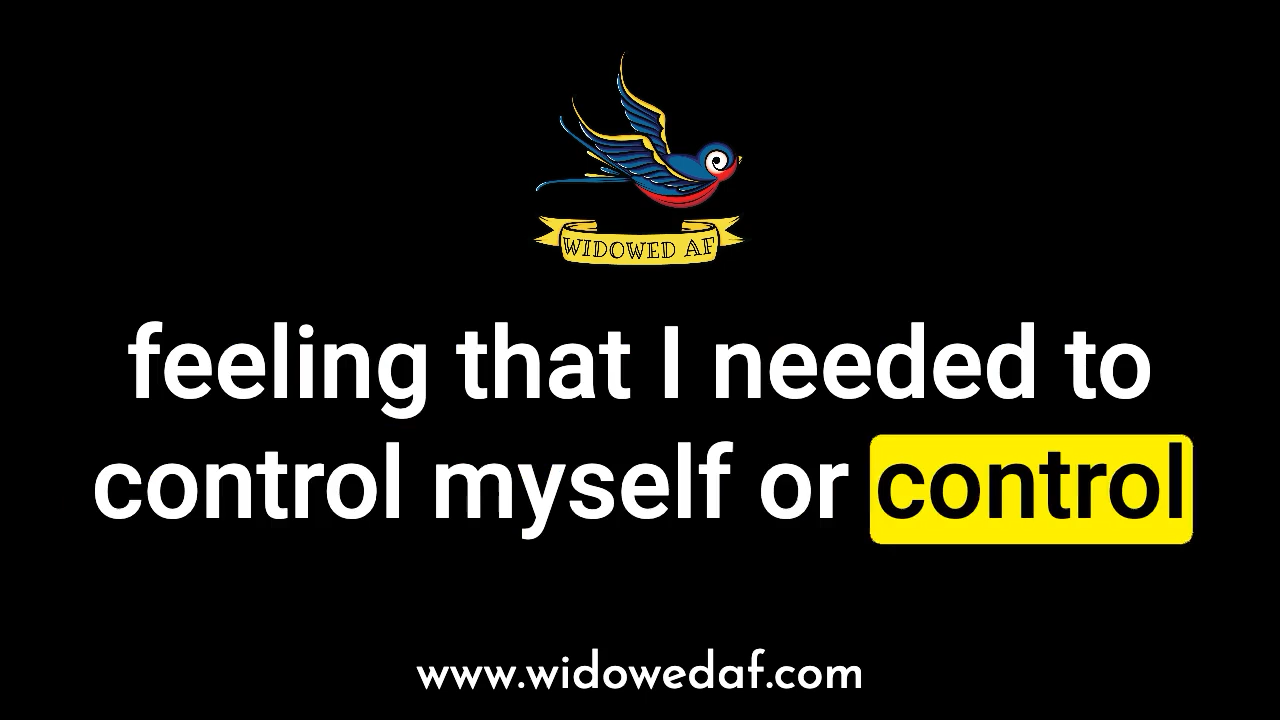 WIDOWED AF
feeling that I needed to
control myself or control
www.widowedaf.com